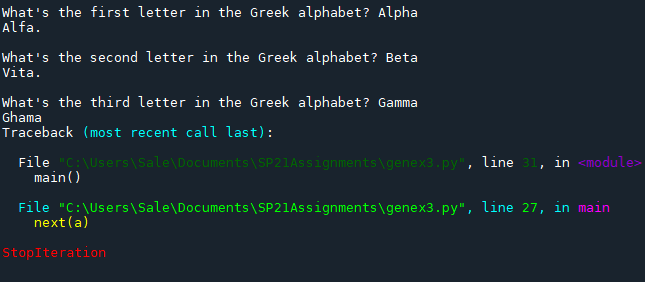 What's the first letter in the Greek alphabet? Alpha
Alfa.
What's the second letter in the Greek alphabet? Beta
Vita.
What's the third letter in the Greek alphabet? Gamma
Ghama
Traceback (most recent call last):
File "C:\Users\Sale\Documents\SP21Assignments\genex3.py", line 31, in <module>
main()
File "C:\Users\Sale\Documents\SP21Assignments\genex3.py", line 27, in main
next(a)
StopIteration